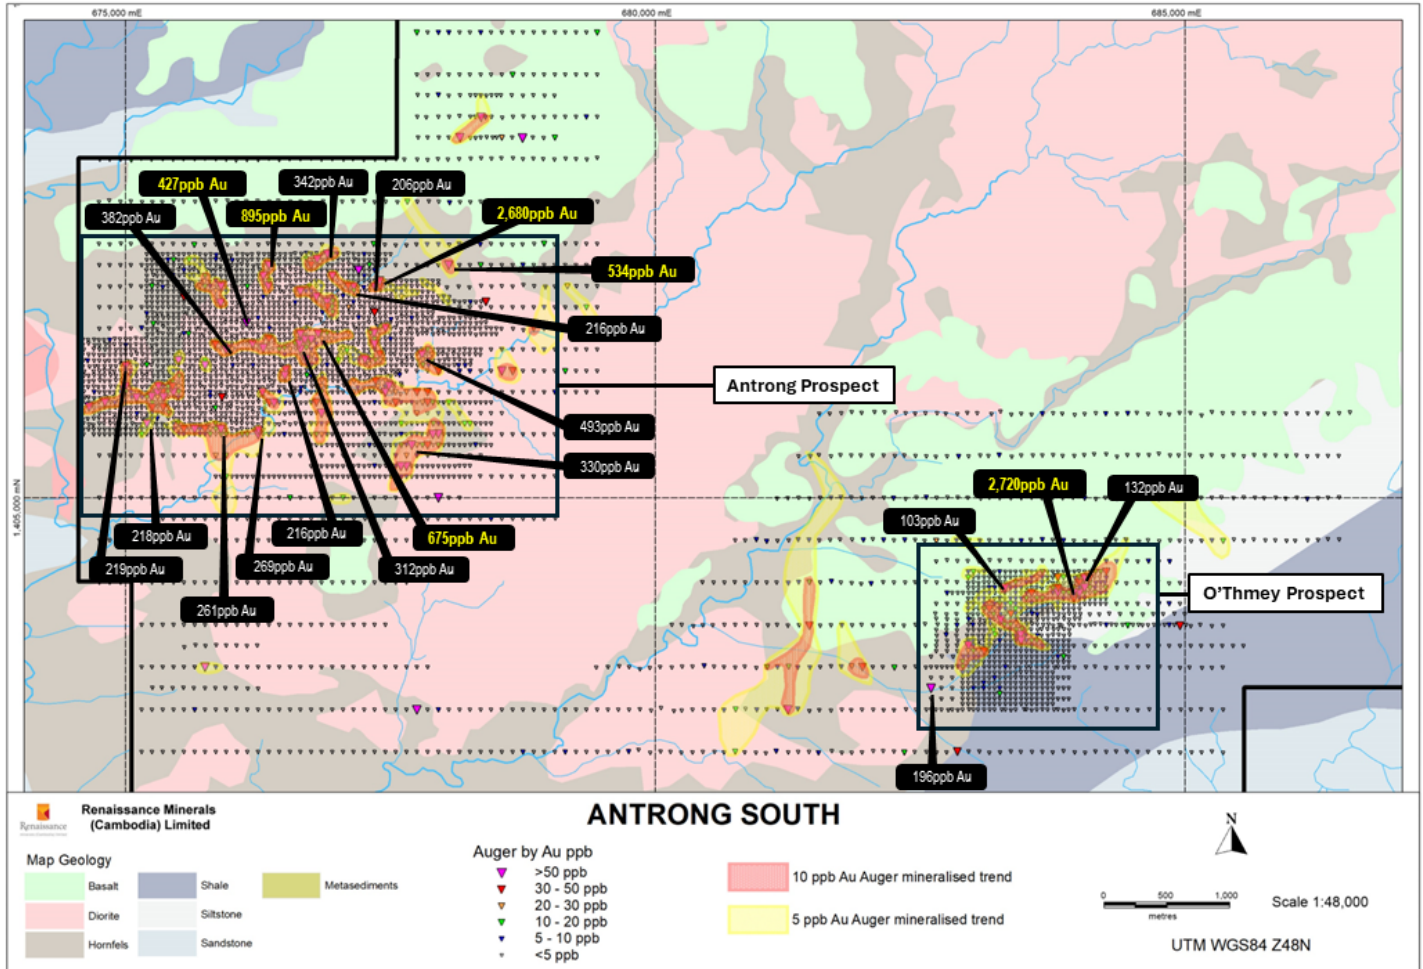 675,000 mE
680,000 mE
685,000 mE
427ppb Au
342ppb Au
206ppb Au
382ppb Au
895ppb Au
2,680ppb Au
534ppb Au
216ppb Au
Antrong Prospect
493ppb Au
330ppb Au
1,405,000 mN
2,720ppb Au
132ppb Au
103ppb Au
218ppb Au
216ppb Au
675ppb Au
219ppb Au
269ppb Au
312ppb Au
261ppb Au
O'Thmey Prospect
196ppb Au
Renaissance
Renaissance Minerals
(Cambodia) Limited
ANTRONG SOUTH
N
Map Geology
Basalt
Shale
Metasediments
Diorite
Siltstone
Hornfels
Sandstone
Auger by Au ppb
>50 ppb
30 - 50 ppb
20 - 30 ppb
10 - 20 ppb
5 - 10 ppb
<5 ppb
10 ppb Au Auger mineralised trend
5 ppb Au Auger mineralised trend
0 500 1,000
metres
Scale 1:48,000
UTM WGS84 Z48N